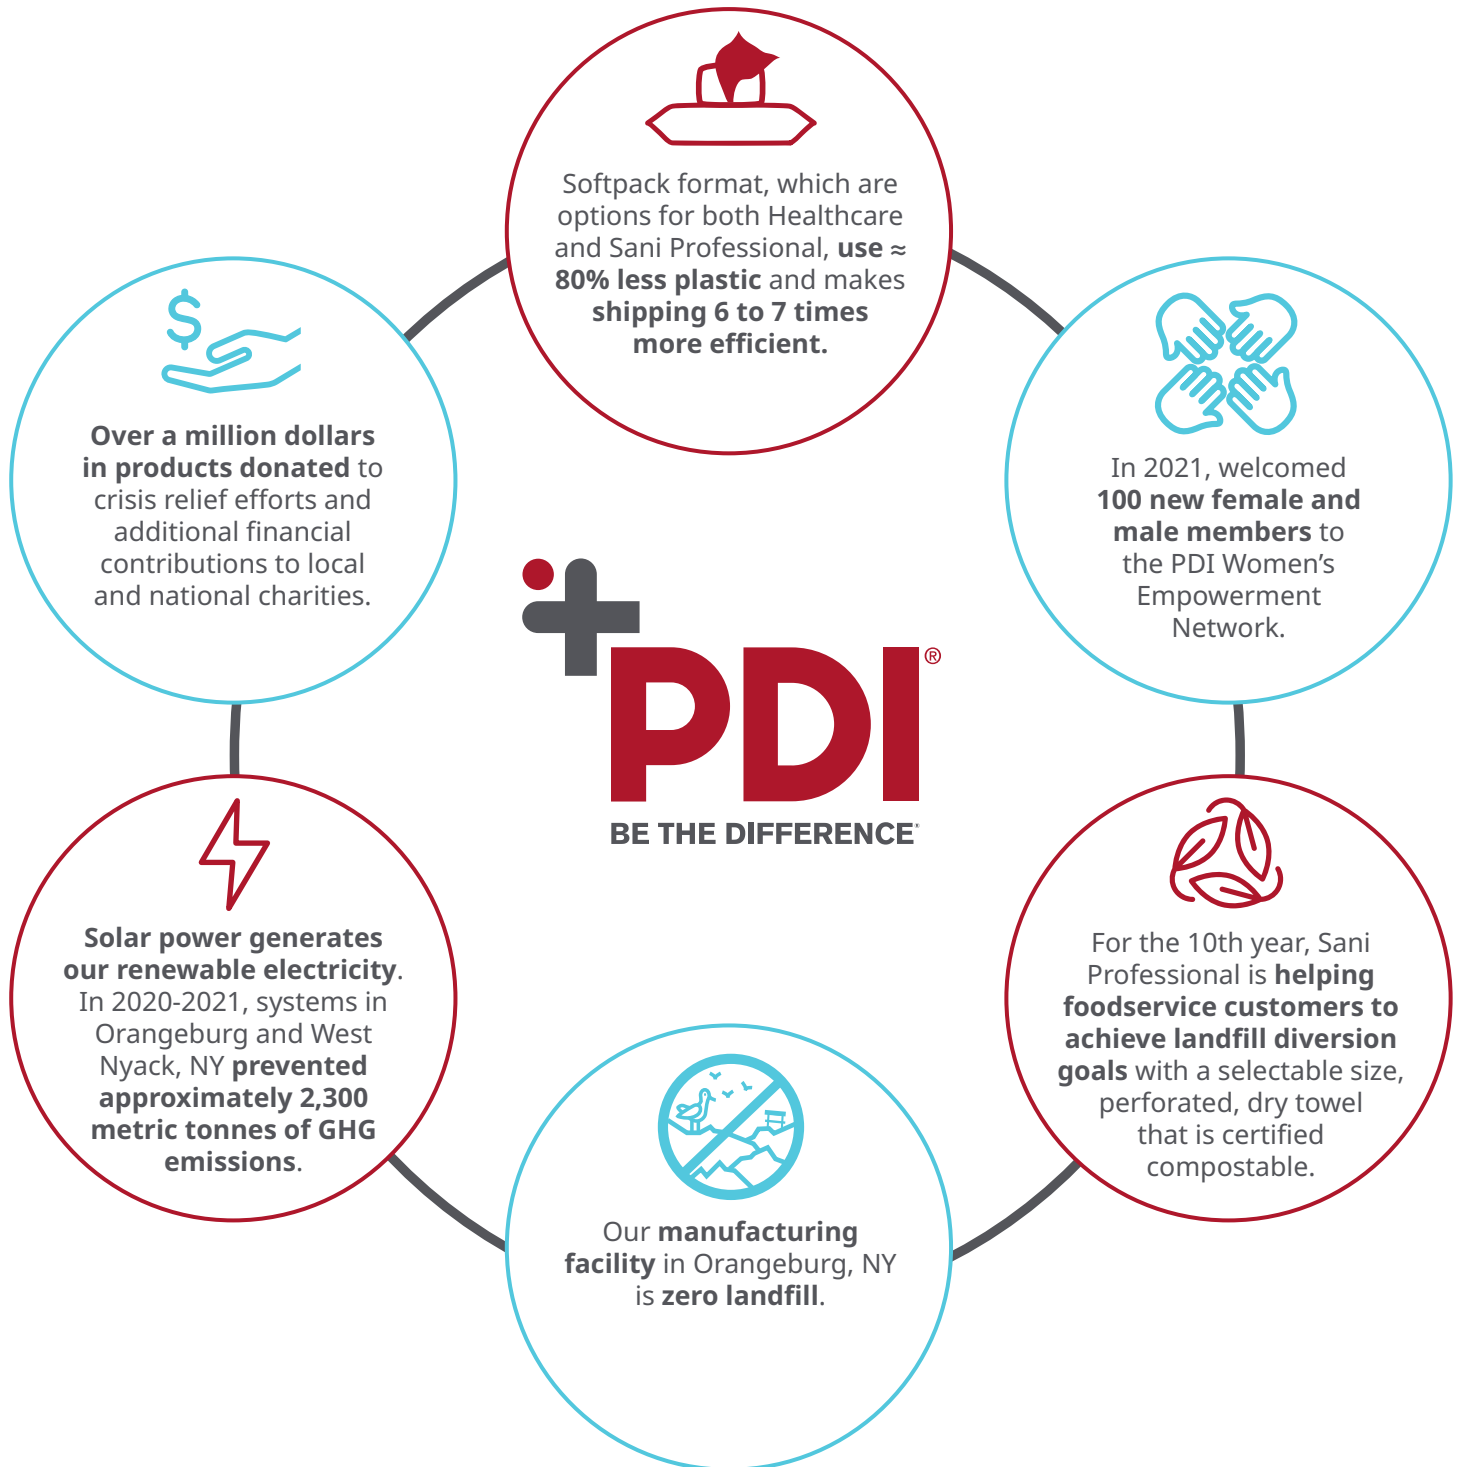 Softpack format, which are
options for both Healthcare
and Sani Professional, use ≈
80% less plastic and makes
shipping 6 to 7 times
more efficient.
$
Over a million dollars
in products donated to
crisis relief efforts and
additional financial
contributions to local
and national charities.
In 2021, welcomed
100 new female and
male members to
the PDI Women’s
Empowerment
Network.
PDI®
BE THE DIFFERENCE
Solar power generates
our renewable electricity.
In 2020-2021, systems in
Orangeburg and West
Nyack, NY prevented
approximately 2,300
metric tonnes of GHG
emissions.
For the 10th year, Sani
Professional is helping
foodservice customers to
achieve landfill diversion
goals with a selectable size,
perforated, dry towel
that is certified
compostable.
Our manufacturing
facility in Orangeburg, NY
is zero landfill.